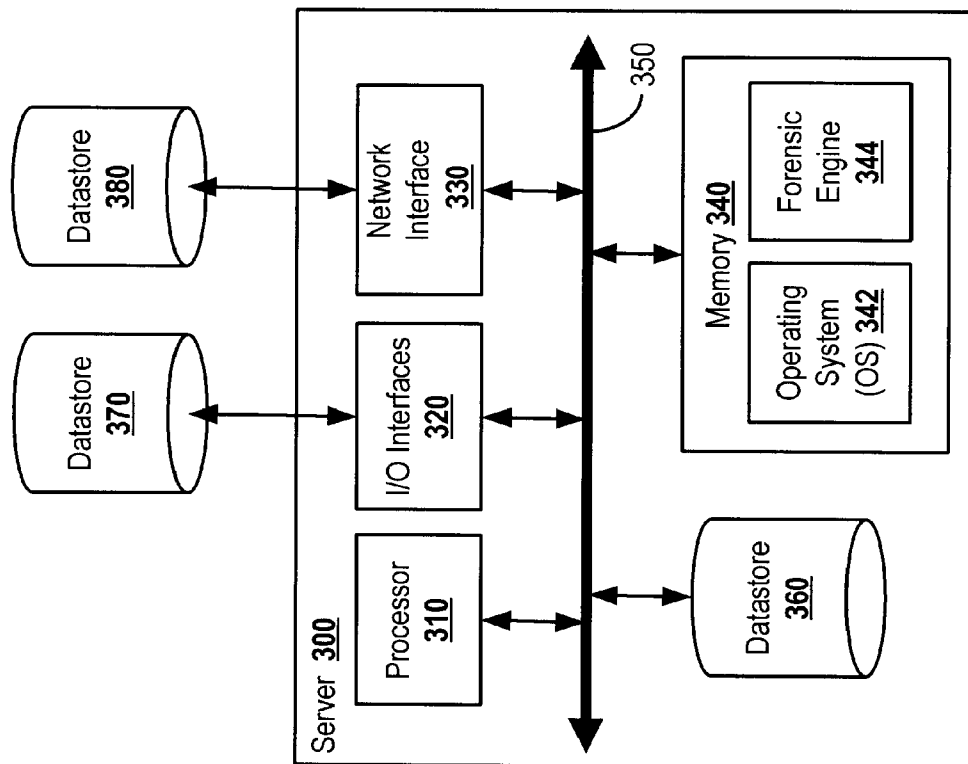 Datastore
370
Datastore
380
Server 300
Processor
310
I/O Interfaces
320
Network
Interface
330
350
Datastore
360
Memory 340
Operating
System
(OS) 342
Forensic
Engine
344